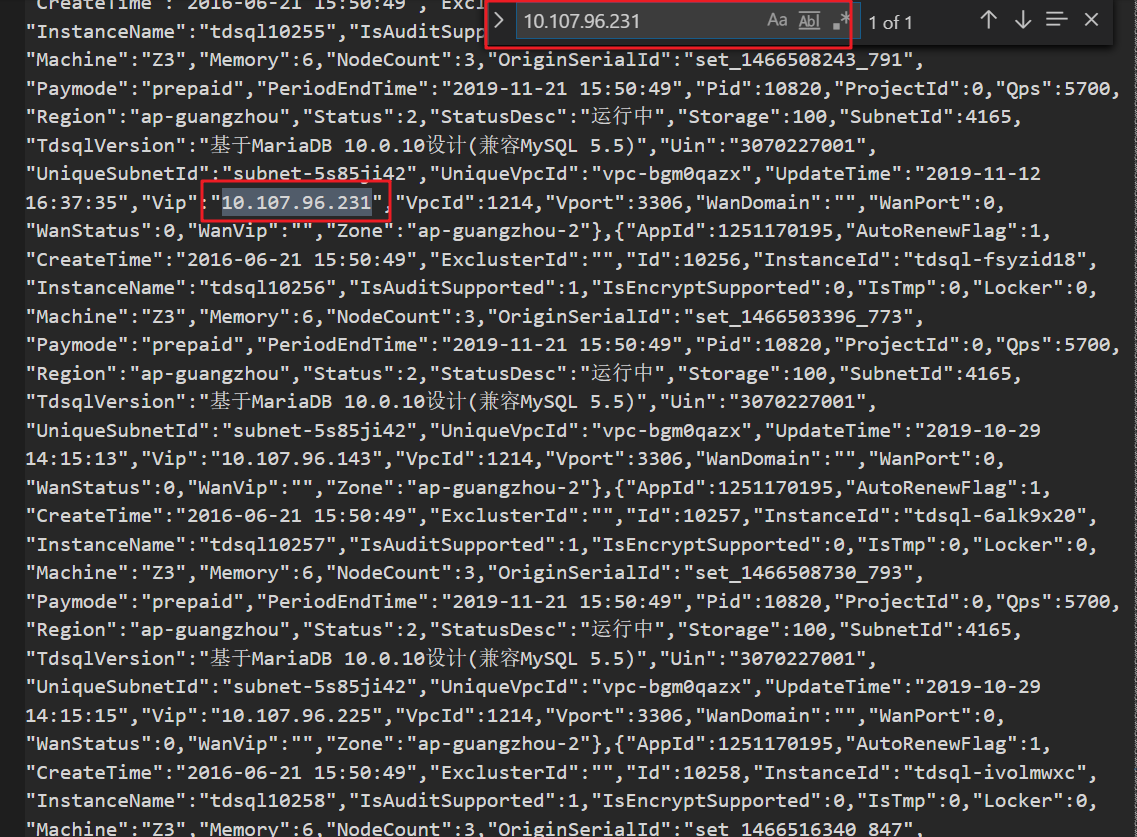 "CreateTime":"2016-06-21 15:50:49","Excl
10.107.96.231
Aa Abl .*
1 of 1
"InstanceName":"tdsql10255","IsAuditSupp
"Machine":"Z3","Memory":6,"NodeCount":3,"OriginSerialId":"set_1466508243_791",
"Paymode":"prepaid","PeriodEndTime":"2019-11-21 15:50:49","Pid":10820,"ProjectId":0,"Qps":5700,
"Region":"ap-guangzhou","Status":2,"StatusDesc":"运行中","Storage":100,"SubnetId":4165,
"TdsqlVersion":"基于MariaDB 10.0.10设计(兼容MySQL 5.5)","Uin":"3070227001",
"UniqueSubnetId":"subnet-5s85ji42","UniqueVpcId":"vpc-bgm0qazx","UpdateTime":"2019-11-12
16:37:35","Vip":"10.107.96.231","VpcId":1214,"Vport":3306,"WanDomain":"","WanPort":0,
"WanStatus":0,"WanVip":"","Zone":"ap-guangzhou-2"},{"AppId":1251170195,"AutoRenewFlag":1,
"CreateTime":"2016-06-21 15:50:49","ExclusterId":"","Id":10256,"InstanceId":"tdsql-fsyzid18",
"InstanceName":"tdsql10256","IsAuditSupported":1,"IsEncryptSupported":0,"IsTmp":0,"Locker":0,
"Machine":"Z3","Memory":6,"NodeCount":3,"OriginSerialId":"set_1466503396_773",
"Paymode":"prepaid","PeriodEndTime":"2019-11-21 15:50:49","Pid":10820,"ProjectId":0,"Qps":5700,
"Region":"ap-guangzhou","Status":2,"StatusDesc":"运行中","Storage":100,"SubnetId":4165,
"TdsqlVersion":"基于MariaDB 10.0.10设计(兼容MySQL 5.5)","Uin":"3070227001",
"UniqueSubnetId":"subnet-5s85ji42","UniqueVpcId":"vpc-bgm0qazx","UpdateTime":"2019-10-29
14:15:13","Vip":"10.107.96.143","VpcId":1214,"Vport":3306,"WanDomain":"","WanPort":0,
"WanStatus":0,"WanVip":"","Zone":"ap-guangzhou-2"},{"AppId":1251170195,"AutoRenewFlag":1,
"CreateTime":"2016-06-21 15:50:49","ExclusterId":"","Id":10257,"InstanceId":"tdsql-6alk9x20",
"InstanceName":"tdsql10257","IsAuditSupported":1,"IsEncryptSupported":0,"IsTmp":0,"Locker":0,
"Machine":"Z3","Memory":6,"NodeCount":3,"OriginSerialId":"set_1466508730_793",
"Paymode":"prepaid","PeriodEndTime":"2019-11-21 15:50:49","Pid":10820,"ProjectId":0,"Qps":5700,
"Region":"ap-guangzhou","Status":2,"StatusDesc":"运行中","Storage":100,"SubnetId":4165,
"TdsqlVersion":"基于MariaDB 10.0.10设计(兼容MySQL 5.5)","Uin":"3070227001",
"UniqueSubnetId":"subnet-5s85ji42","UniqueVpcId":"vpc-bgm0qazx","UpdateTime":"2019-10-29
14:15:15","Vip":"10.107.96.225","VpcId":1214,"Vport":3306,"WanDomain":"","WanPort":0,
"WanStatus":0,"WanVip":"","Zone":"ap-guangzhou-2"},{"AppId":1251170195,"AutoRenewFlag":1,
"CreateTime":"2016-06-21 15:50:49","ExclusterId":"","Id":10258,"InstanceId":"tdsql-ivolmwxc",
"InstanceName":"tdsql10258","IsAuditSupported":1,"IsEncryptSupported":0,"IsTmp":0,"Locker":0,
"Machine":"Z3","Memory":6,"NodeCount":3,"OriginSerialId":"set_1466516340_847",